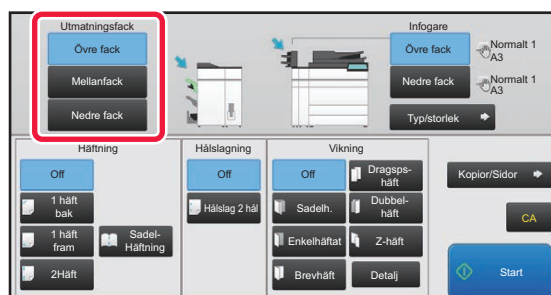 Utmatningsfack
Övre fack
Mellanfack
Nedre fack
Infogare
Övre fack
Normalt 1
A3
Nedre fack
Normalt 1
A3
Typ/storlek
Häftning
Off
1 häft
bak
1 häft
fram
Sadel-
Häftning
2Häft
Hålslagning
Off
Hålslag 2 hål
Vikning
Off
Dragsps-
häft
Sadelh.
Dubbel-
häft
Enkelhäftat
Z-häft
Brevhäft
Detalj
Kopior/Sidor
CA
Start